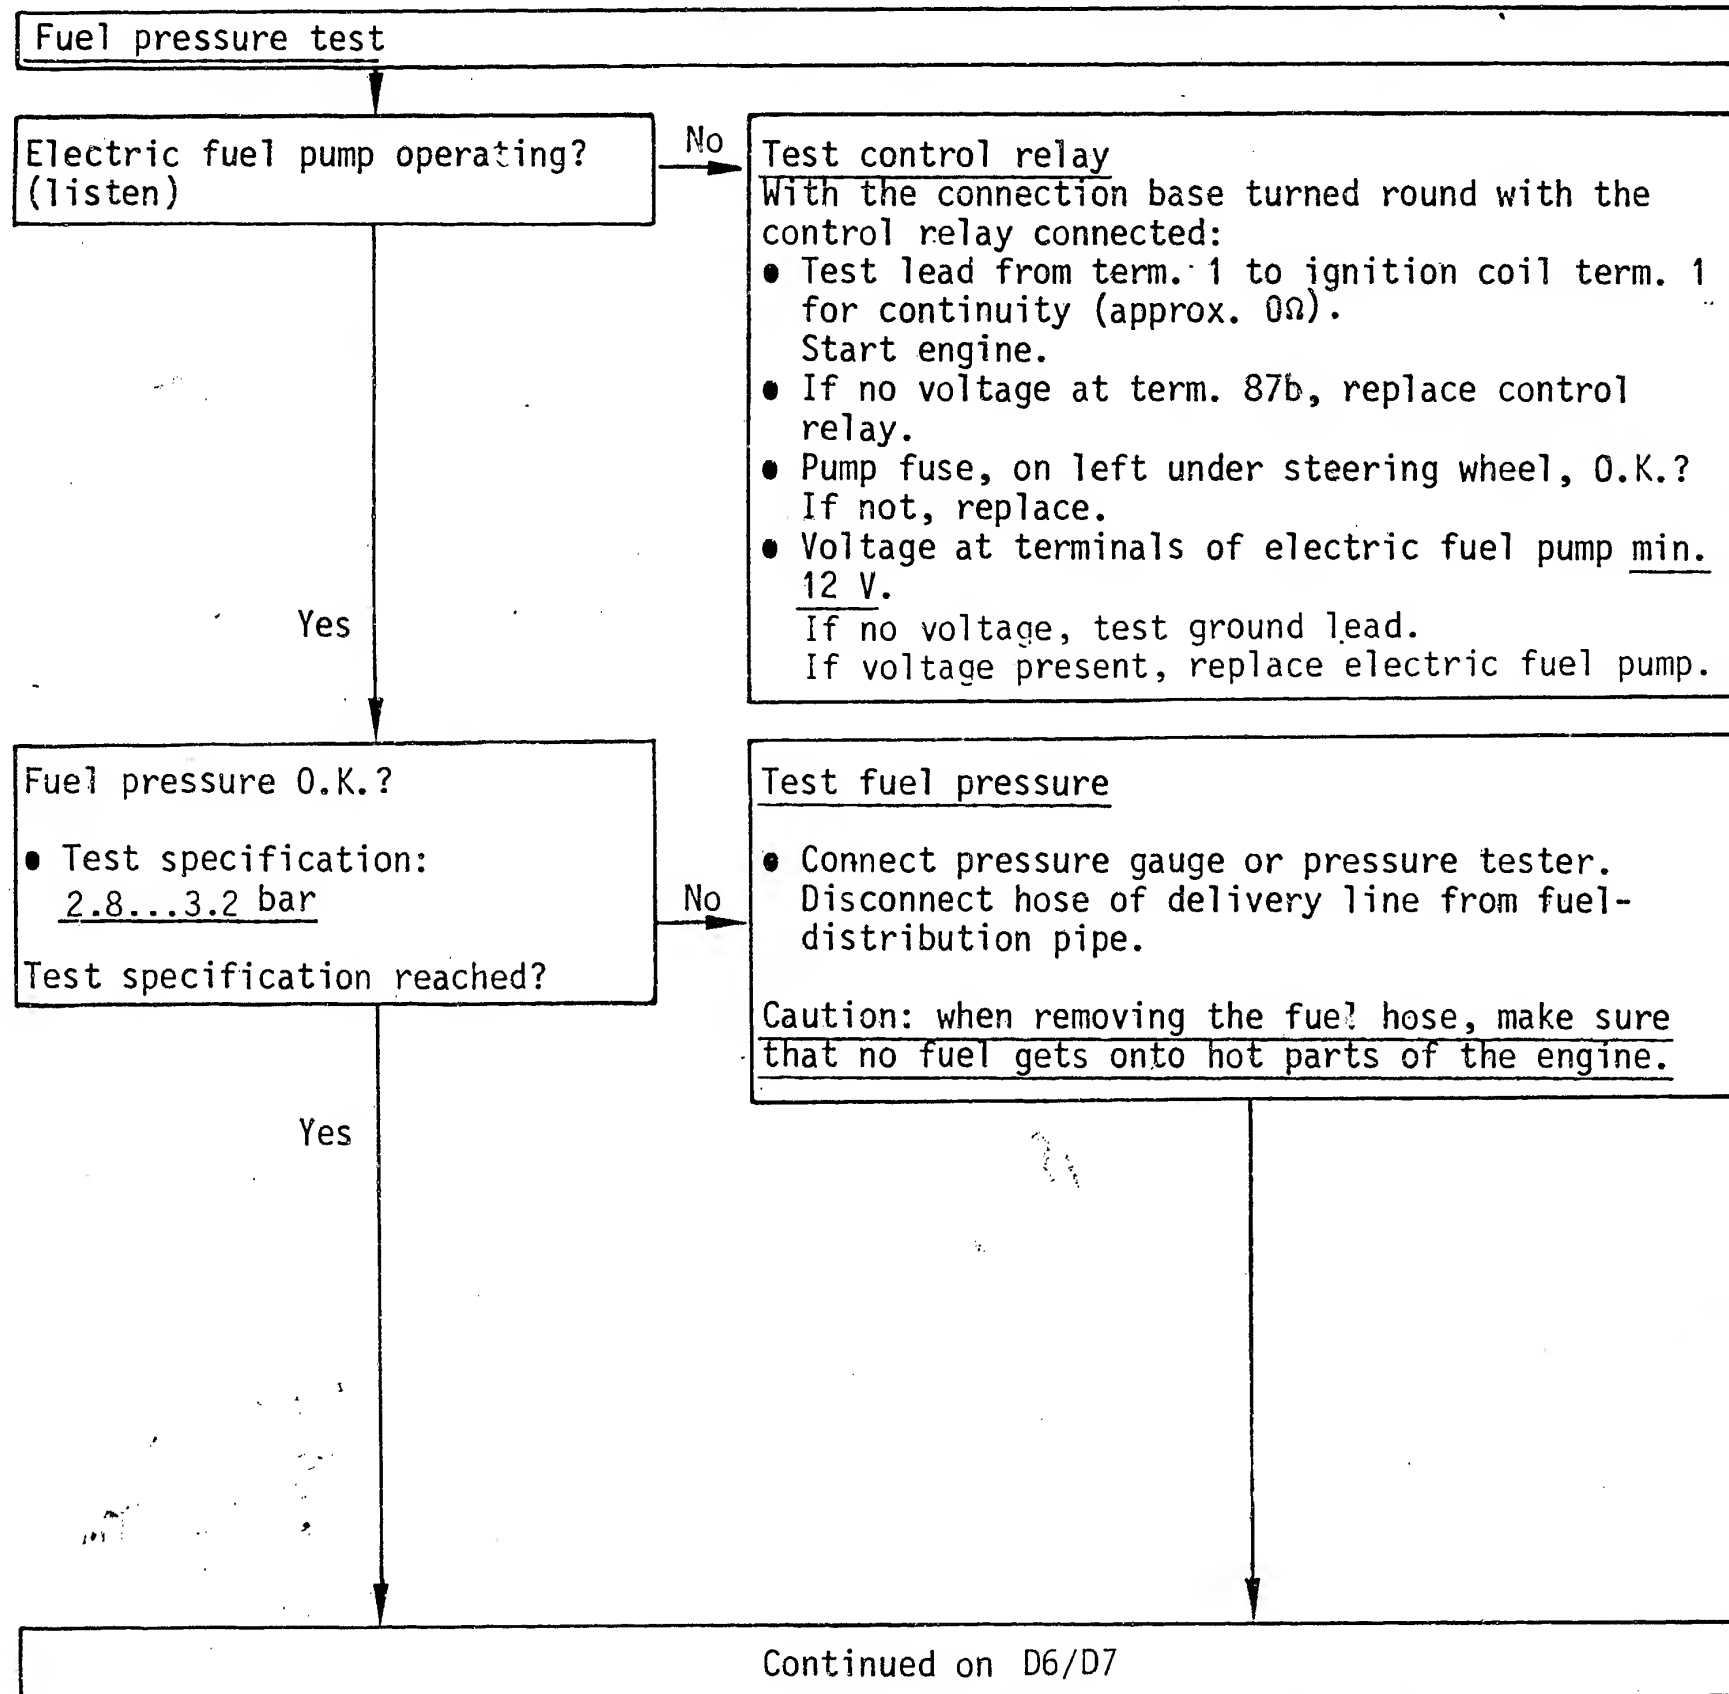 Fuel pressure test
Electric fuel pump operating?
(listen)
No
Test control relay
With the connection base turned round with the
control relay connected:
● Test lead from term. 1 to ignition coil term. 1
for continuity (approx. 0Ω).
Start engine.
● If no voltage at term. 87b, replace control
relay.
● Pump fuse, on left under steering wheel, O.K.?
If not, replace.
● Voltage at terminals of electric fuel pump min.
12 V.
If no voltage, test ground lead.
If voltage present, replace electric fuel pump.
Yes
Fuel pressure O.K.?
● Test specification:
2.8...3.2 bar
Test specification reached?
No
Test fuel pressure
● Connect pressure gauge or pressure tester.
Disconnect hose of delivery line from fuel-
distribution pipe.
Caution: when removing the fuel hose, make sure
that no fuel gets onto hot parts of the engine.
Yes
Continued on D6/D7